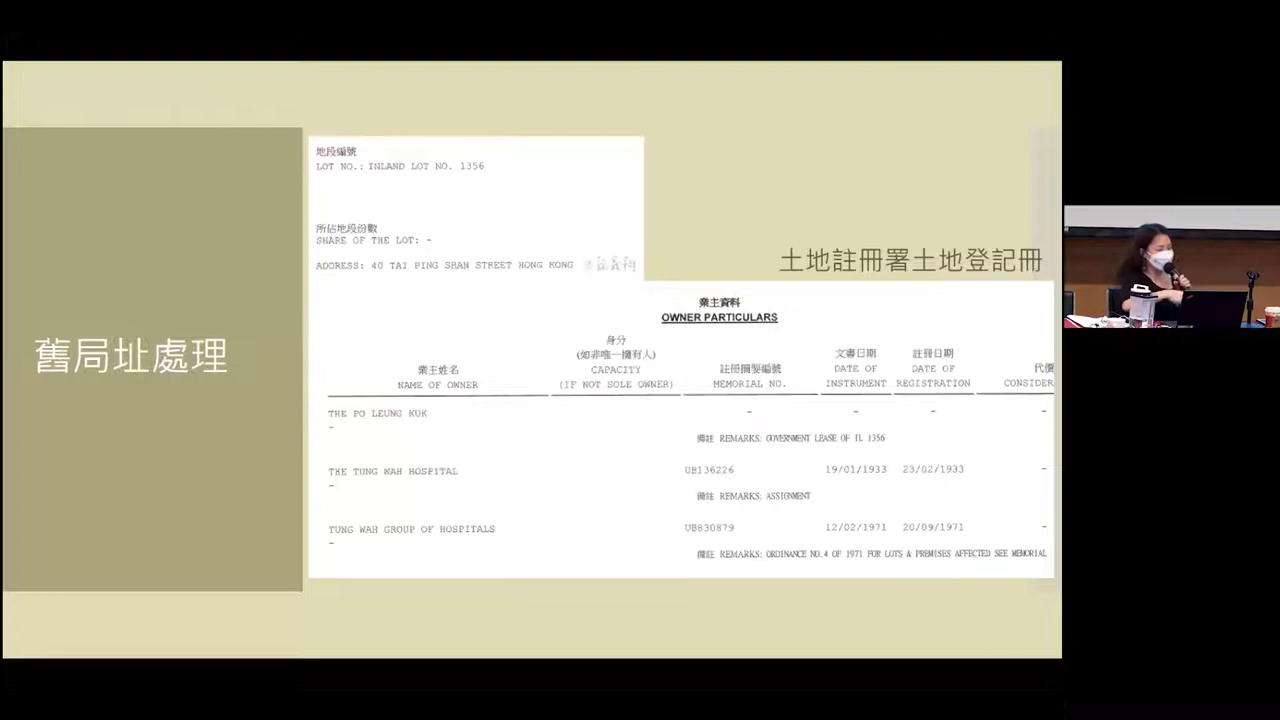 舊局址處理
地段編號
LOT NO.: INLAND LOT NO. 1356
所佔地段份數
SHARE OF THE LOT: -
ADDRESS: 40 TAI PING SHAN STREET HONG KONG
土地註冊署土地登記冊
業主資料
OWNER PARTICULARS
業主姓名
NAME OF OWNER
身分
(如非唯一擁有人)
CAPACITY
(IF NOT SOLE OWNER)
註冊摘要編號
MEMORIAL NO.
文書日期
DATE OF
INSTRUMENT
註冊日期
DATE OF
REGISTRATION
代價
CONSIDER
THE PO LEUNG KUK - - - -
-
備註 REMARKS: GOVERNMENT LEASE OF IL 1356
THE TUNG WAH HOSPITAL UB136226 19/01/1933 23/02/1933 -
-
備註 REMARKS: ASSIGNMENT
TUNG WAH GROUP OF HOSPITALS UB830879 12/02/1971 20/09/1971 -
-
備註 REMARKS: ORDINANCE NO.4 OF 1971 FOR LOTS & PREMISES AFFECTED SEE MEMORIAL